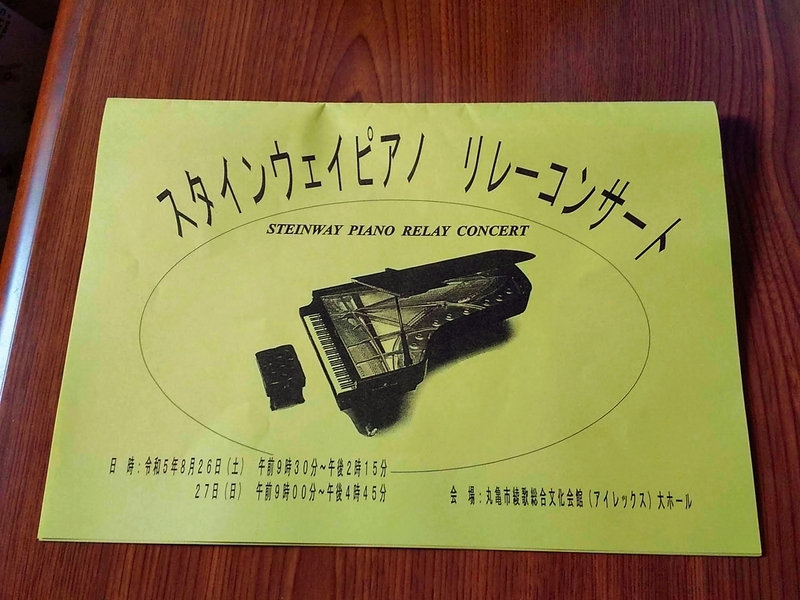 スタインウェイピアノ　リレーコンサート
STEINWAY PIANO RELAY CONCERT
日　時：令和5年8月26日（土）　午前9時30分～午後2時15分
27日（日）　午前9時00分～午後4時45分
会　場：丸亀市綾歌総合文化会館（アイレックス）大ホール